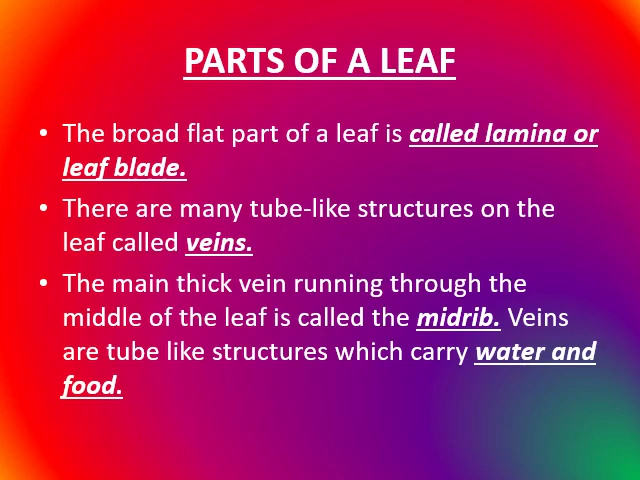 PARTS OF A LEAF
• The broad flat part of a leaf is called lamina or
leaf blade.
• There are many tube-like structures on the
leaf called veins.
• The main thick vein running through the
middle of the leaf is called the midrib. Veins
are tube like structures which carry water and
food.